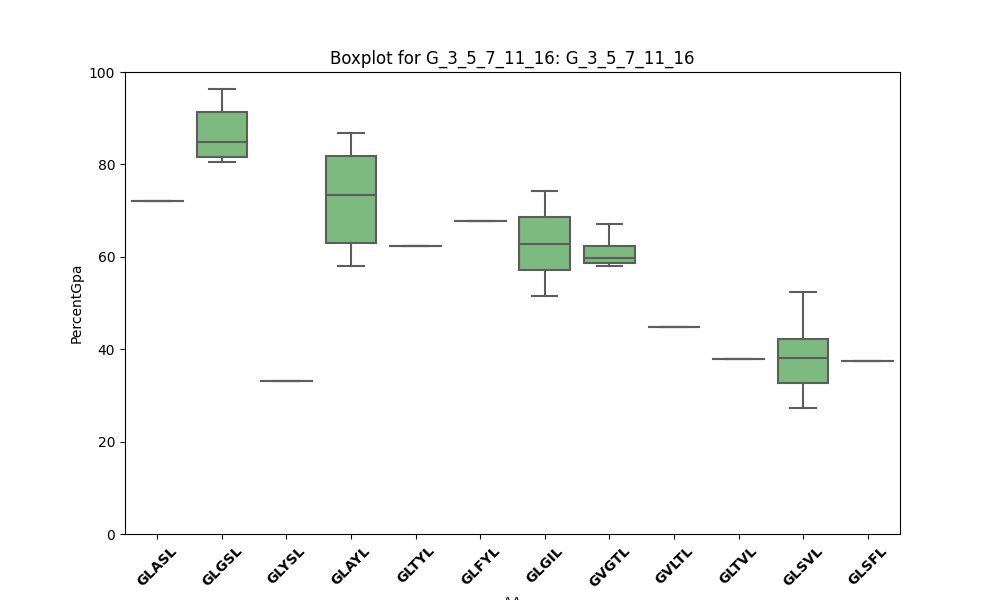 Boxplot for G_3_5_7_11_16: G_3_5_7_11_16
100
80
60
40
20
0
PercentGpa
GLASL
GLGSL
GLYSL
GLAYL
GLTYL
GLFYL
GLGIL
GVGTL
GVLTL
GLTVL
GLSVL
GLSFL